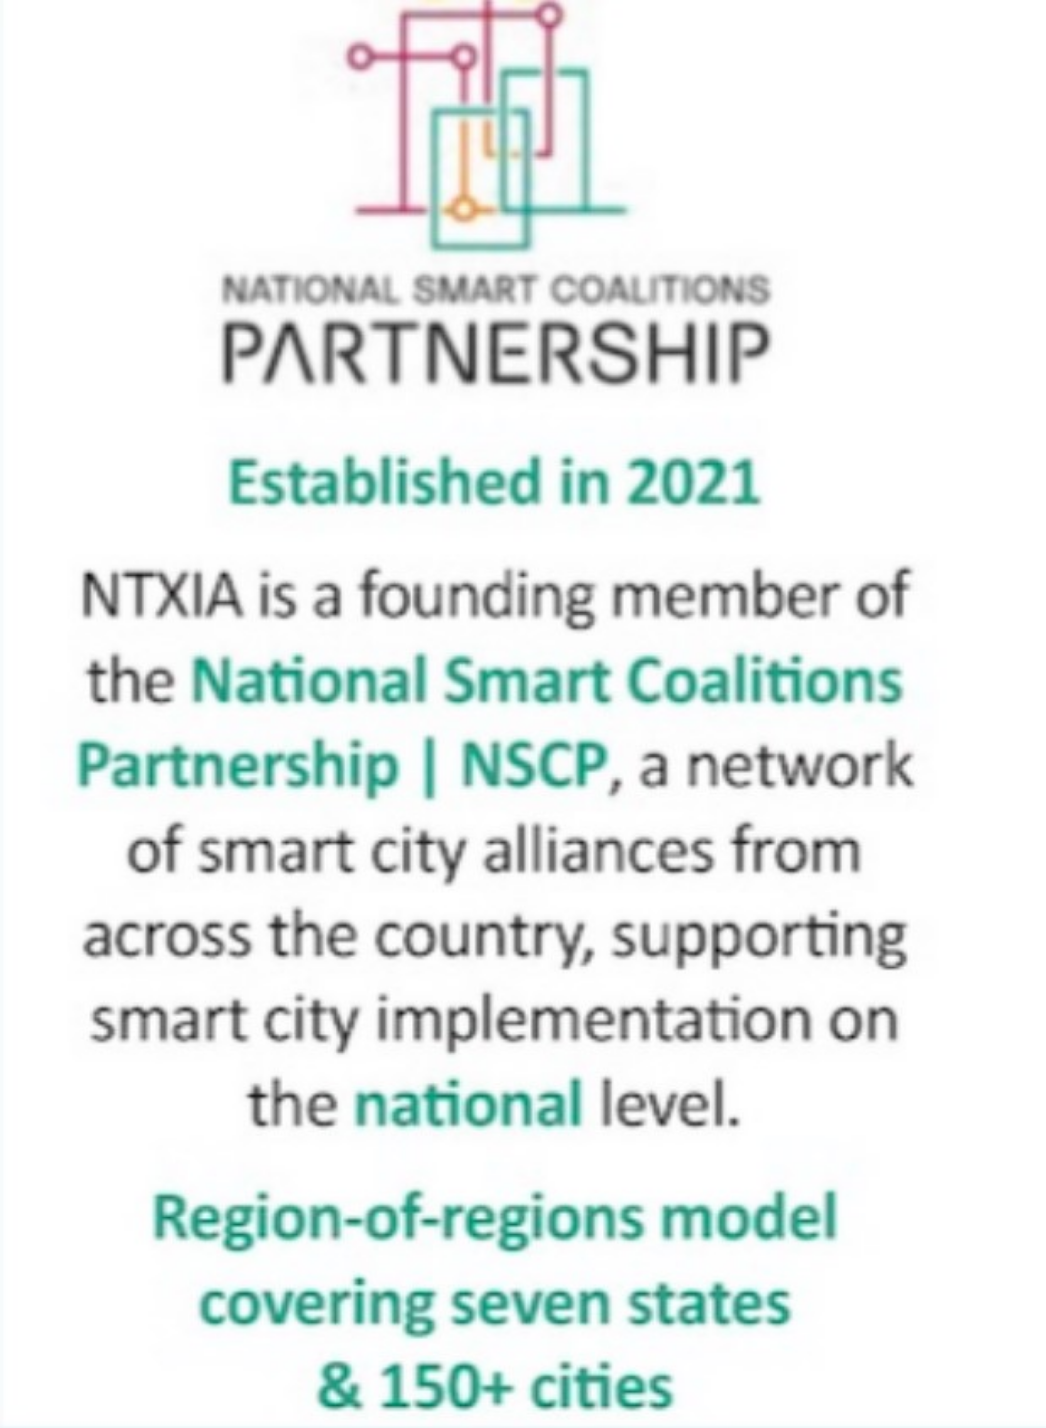 NATIONAL SMART COALITIONS
PARTNERSHIP
Established in 2021
NTXIA is a founding member of
the National Smart Coalitions
Partnership | NSCP, a network
of smart city alliances from
across the country, supporting
smart city implementation on
the national level.
Region-of-regions model
covering seven states
& 150+ cities